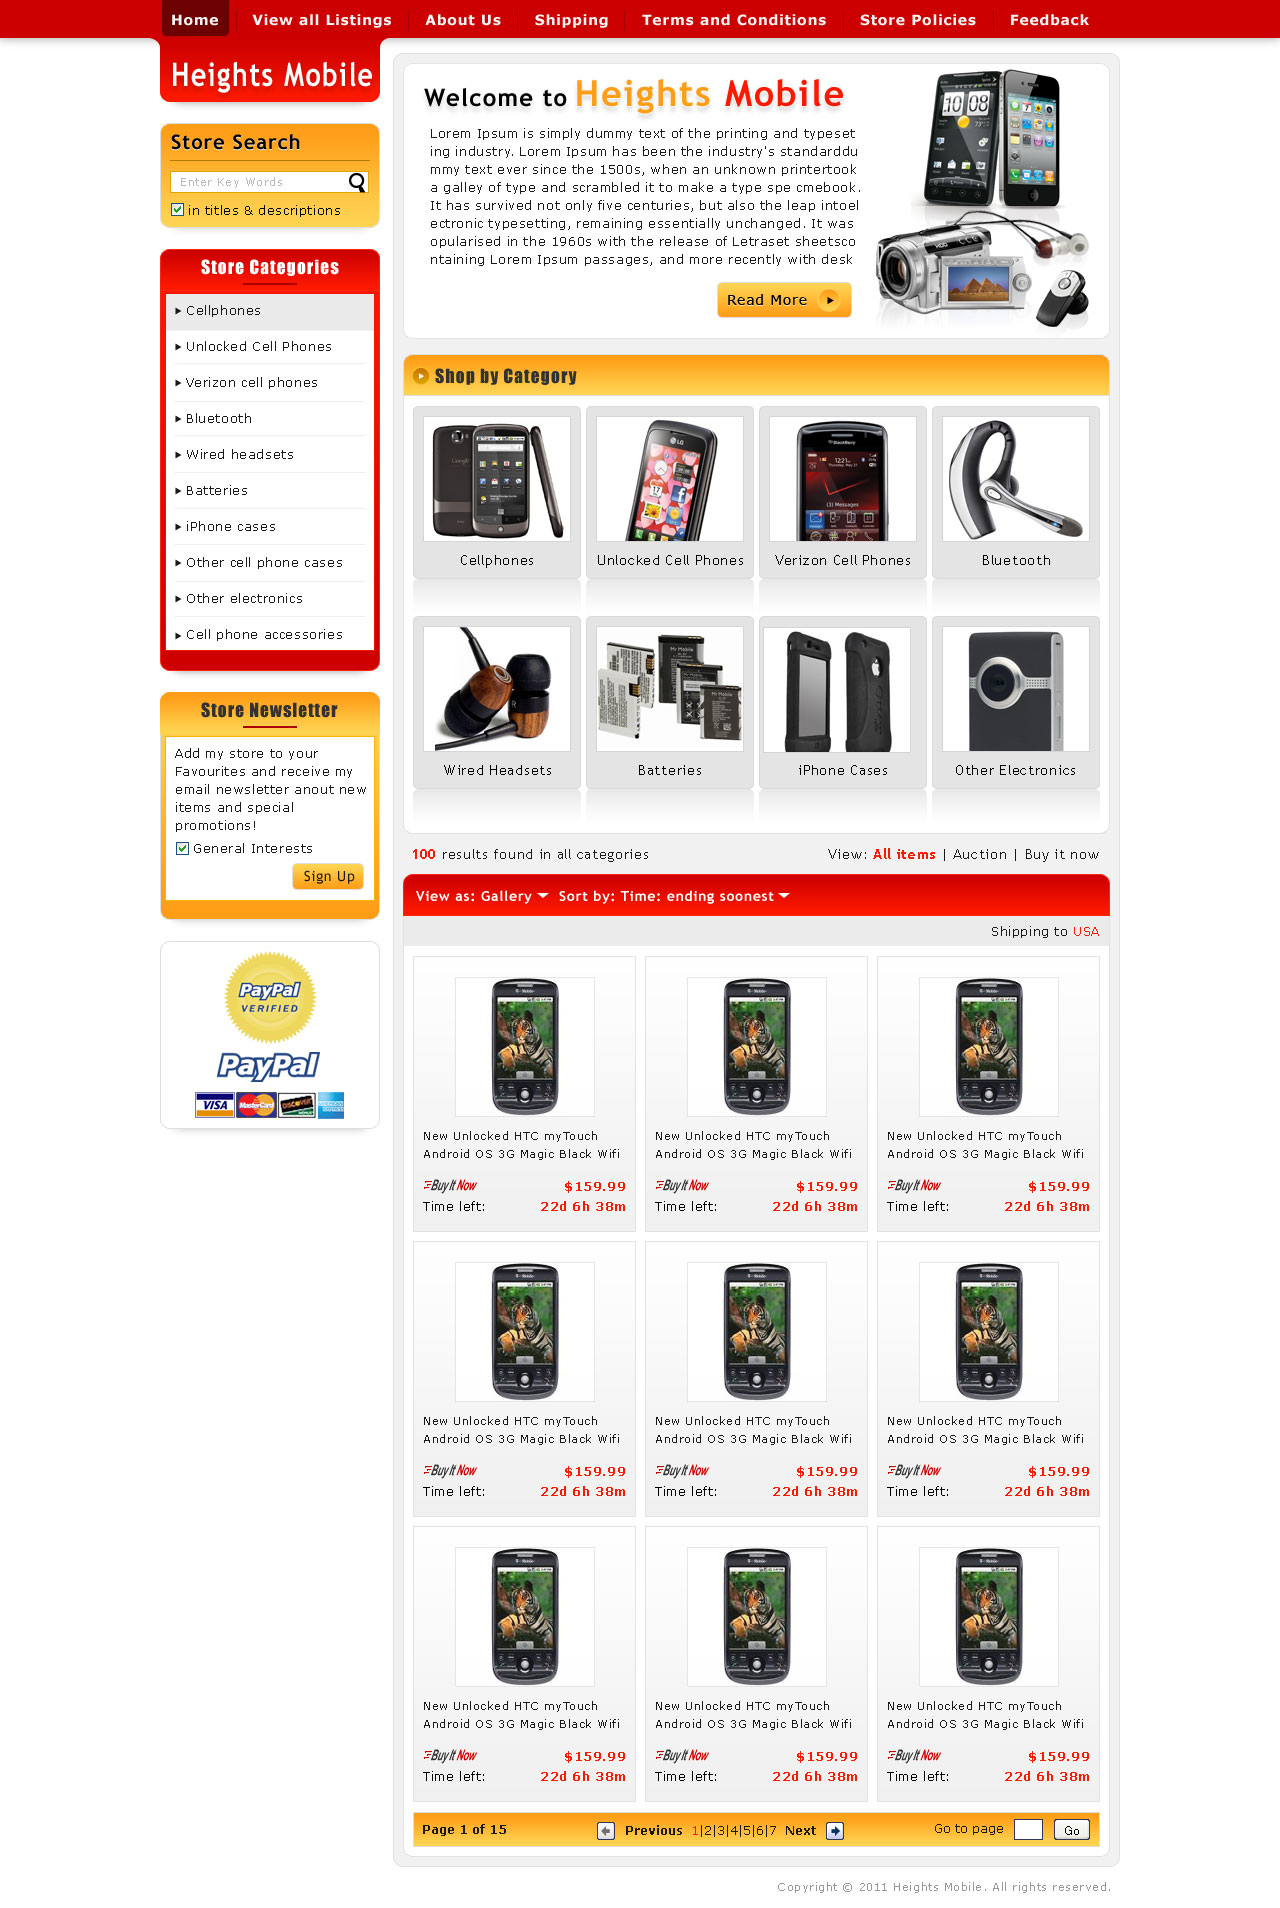 Home View all Listings About Us Shipping Terms and Conditions Store Policies Feedback
Heights Mobile
Store Search
Enter Key Words
in titles & descriptions
Store Categories
Cellphones
Unlocked Cell Phones
Verizon cell phones
Bluetooth
Wired headsets
Batteries
iPhone cases
Other cell phone cases
Other electronics
Cell phone accessories
Store Newsletter
Add my store to your
Favourites and receive my
email newsletter anout new
items and special
promotions!
General Interests
Sign Up
PayPal
VERIFIED
PayPal
VISA MasterCard DISCOVER
Welcome to Heights Mobile
Lorem Ipsum is simply dummy text of the printing and typeset
ing industry. Lorem Ipsum has been the industry's standarddu
mmy text ever since the 1500s, when an unknown printertook
a galley of type and scrambled it to make a type spe cmebook.
It has survived not only five centuries, but also the leap intoel
ectronic typesetting, remaining essentially unchanged. It was
opularised in the 1960s with the release of Letraset sheetsco
ntaining Lorem Ipsum passages, and more recently with desk
Read More
Shop by Category
Cellphones Unlocked Cell Phones Verizon Cell Phones Bluetooth
Wired Headsets Batteries iPhone Cases Other Electronics
100 results found in all categories View: All items | Auction | Buy it now
View as: Gallery Sort by: Time: ending soonest
Shipping to USA
New Unlocked HTC myTouch New Unlocked HTC myTouch New Unlocked HTC myTouch
Android OS 3G Magic Black Wifi Android OS 3G Magic Black Wifi Android OS 3G Magic Black Wifi
Buy It Now $159.99 Buy It Now $159.99 Buy It Now $159.99
Time left: 22d 6h 38m Time left: 22d 6h 38m Time left: 22d 6h 38m
New Unlocked HTC myTouch New Unlocked HTC myTouch New Unlocked HTC myTouch
Android OS 3G Magic Black Wifi Android OS 3G Magic Black Wifi Android OS 3G Magic Black Wifi
Buy It Now $159.99 Buy It Now $159.99 Buy It Now $159.99
Time left: 22d 6h 38m Time left: 22d 6h 38m Time left: 22d 6h 38m
New Unlocked HTC myTouch New Unlocked HTC myTouch New Unlocked HTC myTouch
Android OS 3G Magic Black Wifi Android OS 3G Magic Black Wifi Android OS 3G Magic Black Wifi
Buy It Now $159.99 Buy It Now $159.99 Buy It Now $159.99
Time left: 22d 6h 38m Time left: 22d 6h 38m Time left: 22d 6h 38m
Page 1 of 15 Previous 1|2|3|4|5|6|7 Next Go to page Go
Copyright © 2011 Heights Mobile. All rights reserved.